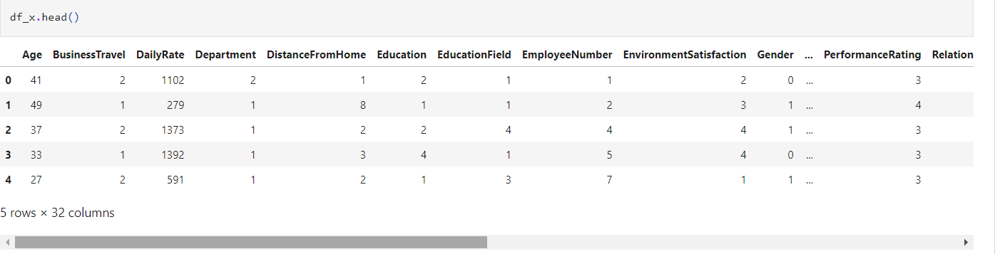 df_x.head()
Age BusinessTravel DailyRate Department DistanceFromHome Education EducationField EmployeeNumber EnvironmentSatisfaction Gender ... PerformanceRating Relation
0 41 2 1102 2 1 2 1 1 2 0 ... 3
1 49 1 279 1 8 1 1 2 3 1 ... 4
2 37 2 1373 1 2 2 4 4 4 1 ... 3
3 33 1 1392 1 3 4 1 5 4 0 ... 3
4 27 2 591 1 2 1 3 7 1 1 ... 3
5 rows × 32 columns